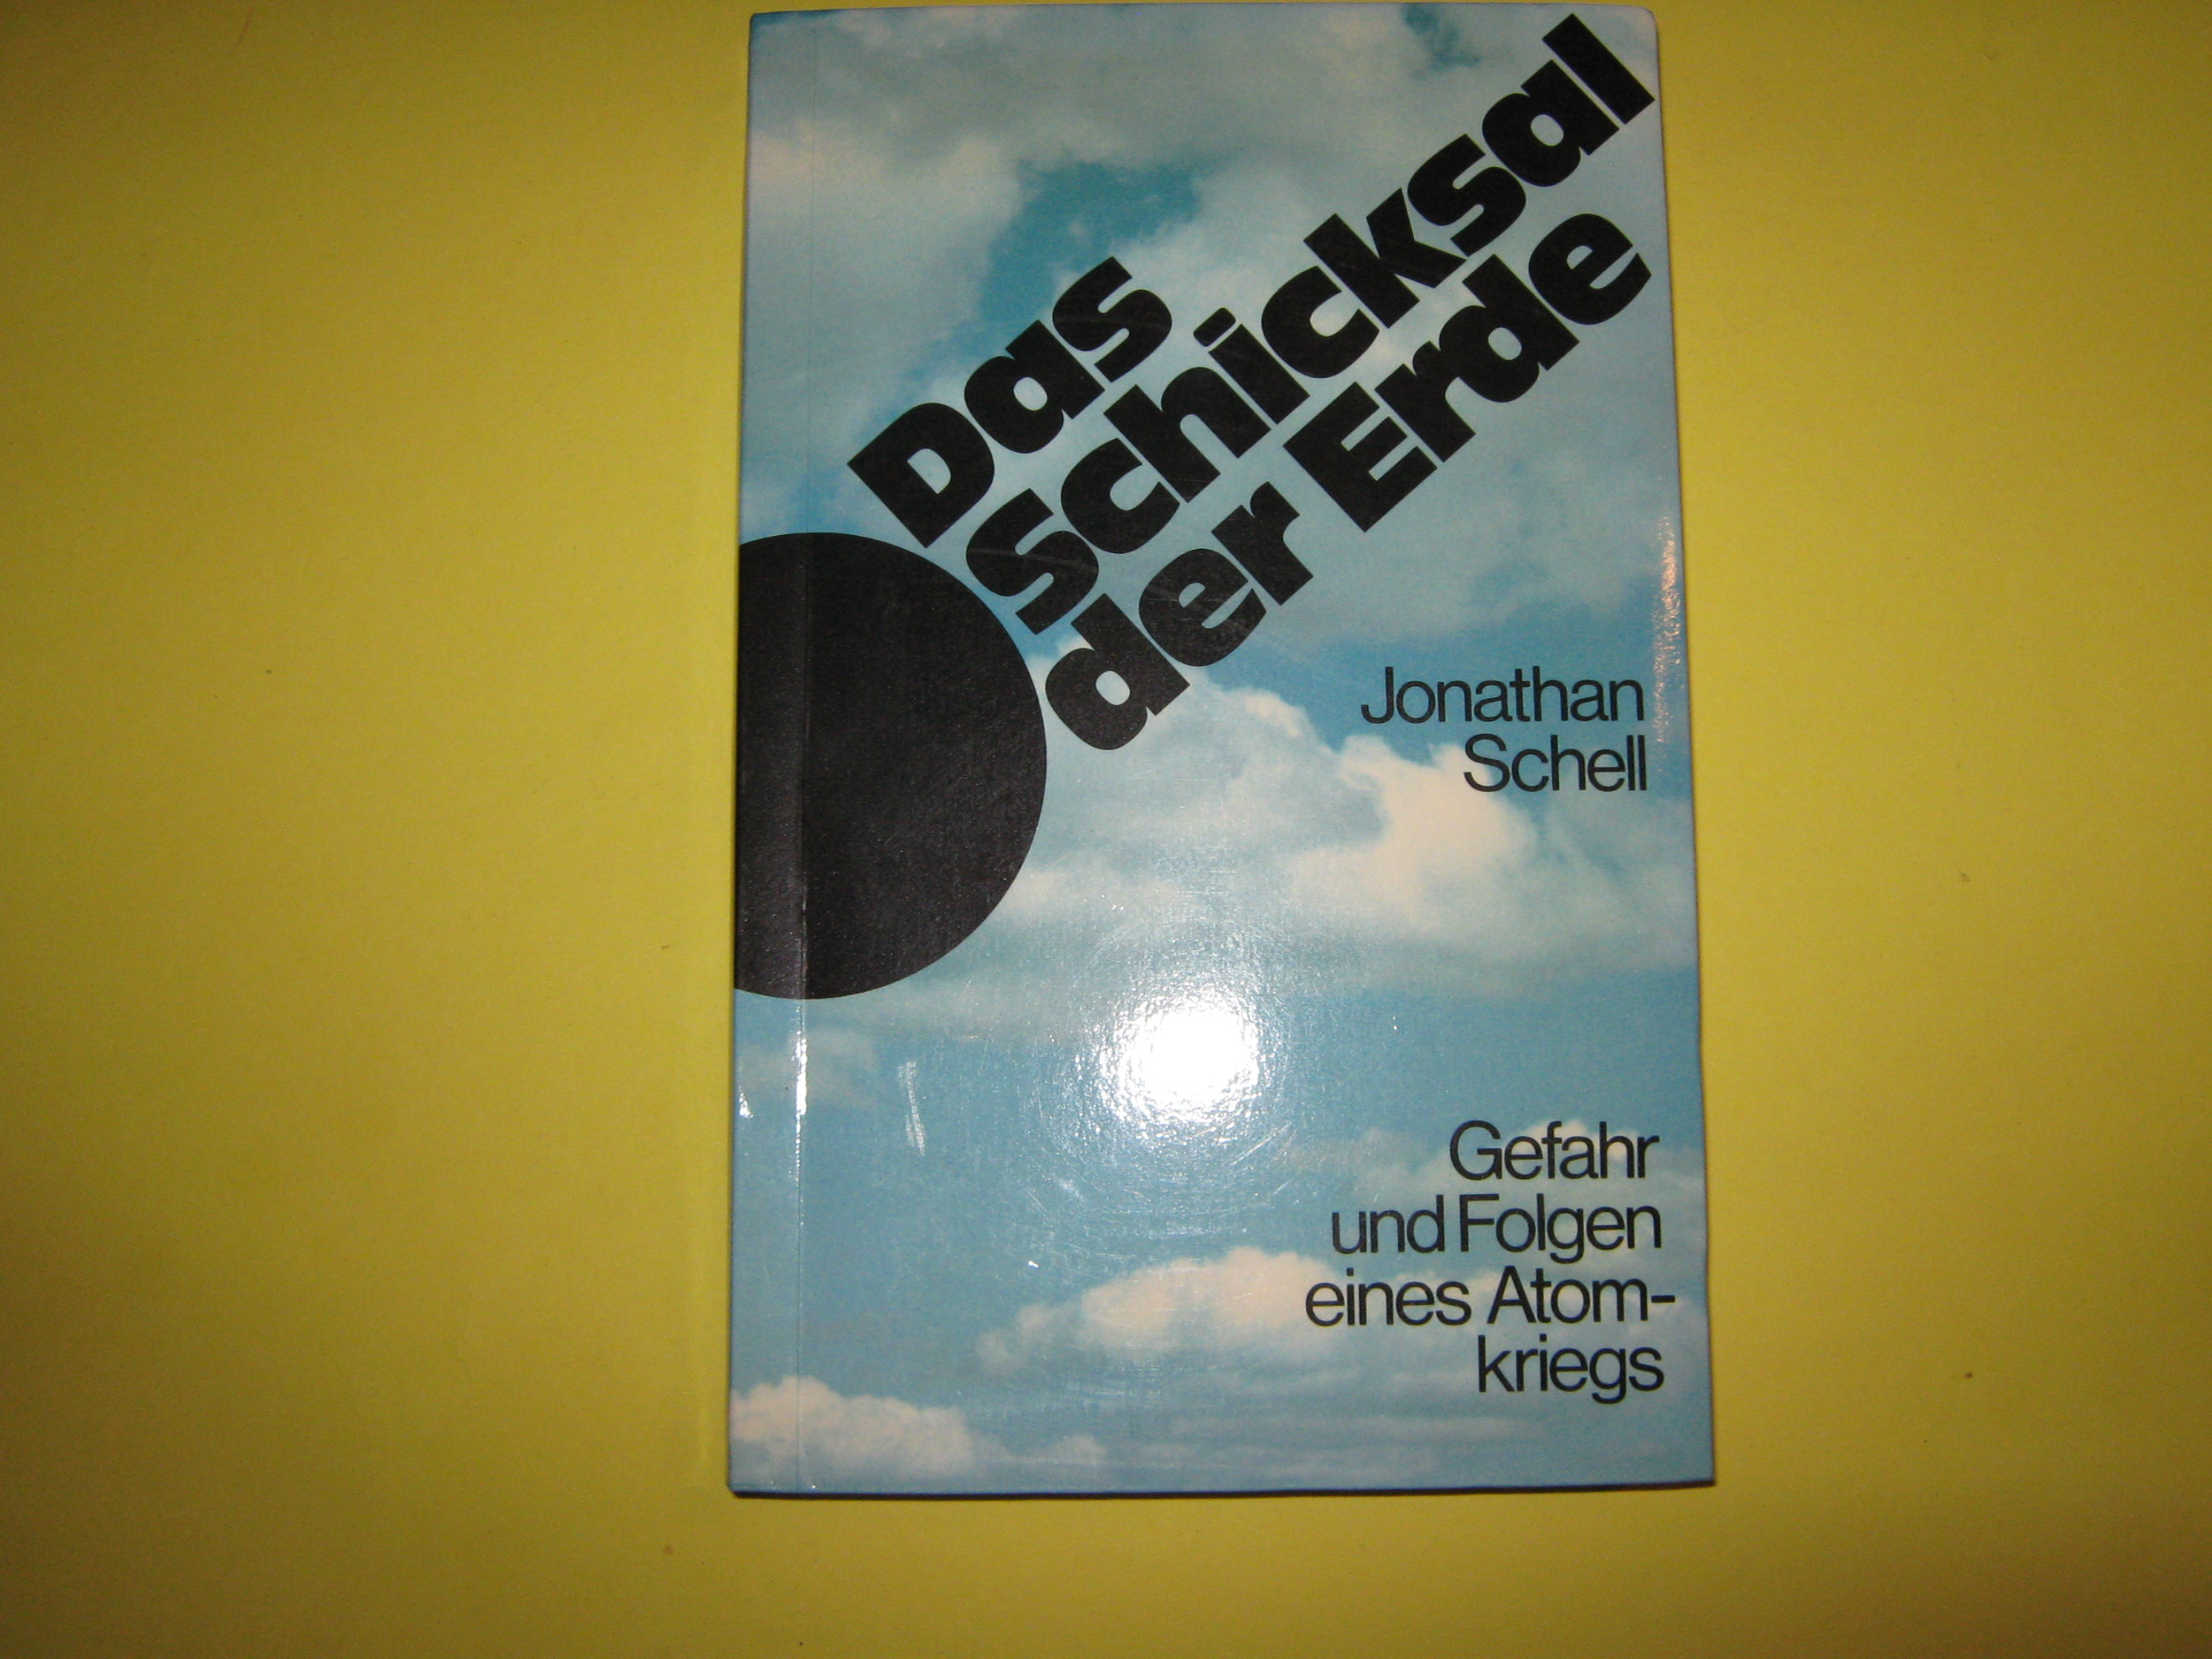 Das
Schicksal
der Erde
Jonathan
Schell
Gefahr
und Folgen
eines Atom-
kriegs